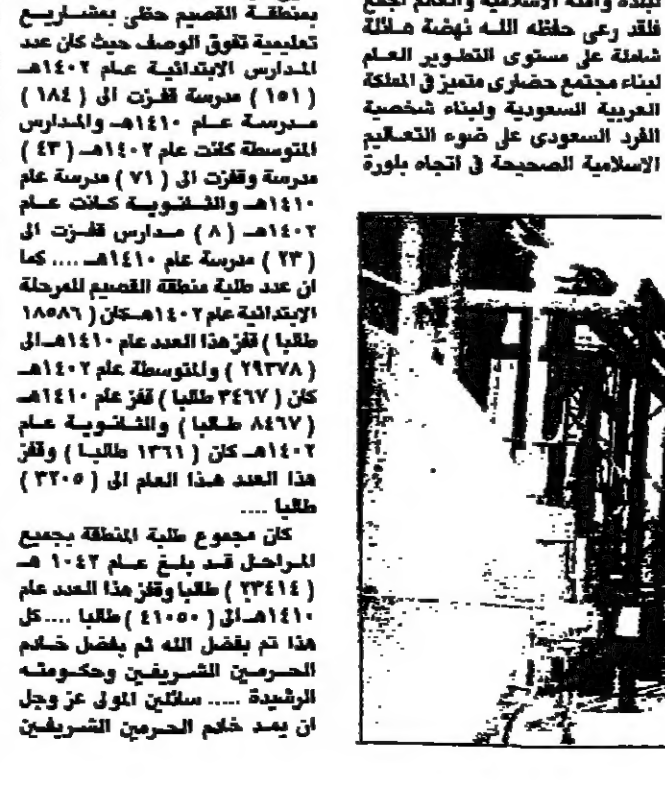 لبلاده وأمته الاسلامية والعالم اجمع
فلقد رعى حفظه الله نهضة هائلة
شاملة على مستوى التطوير العام
لبناء مجتمع حضارى متميز في المملكة
العربية السعودية ولبناء شخصية
الفرد السعودى على ضوء التعاليم
الاسلامية الصحيحة في اتجاه بلورة
بمنطقة القصيم حظى بمشاريع
تعليمية تفوق الوصف حيث كان عدد
المدارس الابتدائية عام ١٤٠٢هـ
( ١٥١ ) مدرسة قفزت الى ( ١٨٤ )
مدرسة عام ١٤١٠هـ والمدارس
المتوسطة كانت عام ١٤٠٢هـ ( ٤٣ )
مدرسة وقفزت الى ( ٧١ ) مدرسة عام
١٤١٠هـ والثانوية كانت عام
١٤٠٢هـ ( ٨ ) مدارس قفزت الى
( ٢٣ ) مدرسة عام ١٤١٠هـ .... كما
ان عدد طلبة منطقة القصيم للمرحلة
الابتدائية عام ١٤٠٢هـ كان ( ١٨٥٨٦
طالبا ) قفز هذا العدد عام ١٤١٠هـ الى
( ٢٩٣٧٨ ) والمتوسطة عام ١٤٠٢هـ
كان ( ٣٤٦٧ طالبا ) قفز عام ١٤١٠هـ
( ٨٤٦٧ طالبا ) والثانوية عام
١٤٠٢هـ كان ( ١٣٦١ طالبا ) وقفز
هذا العدد هذا العام الى ( ٣٢٠٥ )
طالبا .....
كان مجموع طلبة المنطقة بجميع
المراحل قد بلغ عام ١٠٤٢ هـ
( ٢٣٤١٤ ) طالبا وقفز هذا العدد عام
١٤١٠هـ الى ( ٤١٠٥٠ ) طالبا .... كل
هذا تم بفضل الله ثم بفضل خادم
الحرمين الشريفين وحكومته
الرشيدة ..... سائلين المولى عز وجل
ان يمد خادم الحرمين الشريفين